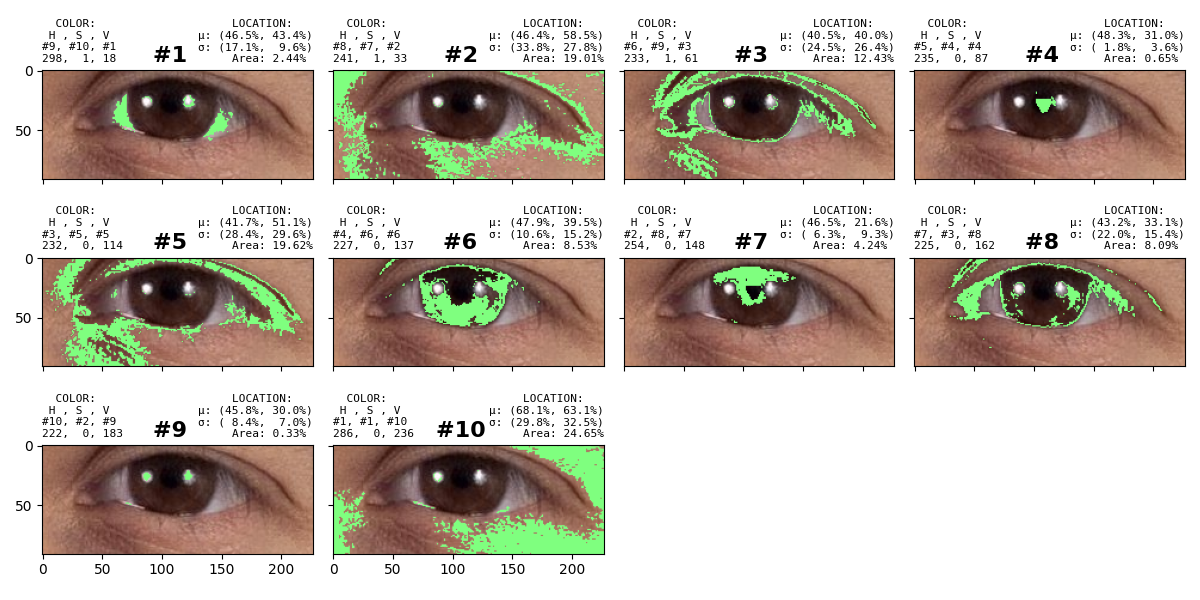 COLOR: LOCATION:
H , S , V μ: (46.5%, 43.4%)
#9, #10, #1 σ: (17.1%, 9.6%)
298, 1, 18 #1 Area: 2.44%
COLOR: LOCATION:
H , S , V μ: (46.4%, 58.5%)
#8, #7, #2 σ: (33.8%, 27.8%)
241, 1, 33 #2 Area: 19.01%
COLOR: LOCATION:
H , S , V μ: (40.5%, 40.0%)
#6, #9, #3 σ: (24.5%, 26.4%)
233, 1, 61 #3 Area: 12.43%
COLOR: LOCATION:
H , S , V μ: (48.3%, 31.0%)
#5, #4, #4 σ: ( 1.8%, 3.6%)
235, 0, 87 #4 Area: 0.65%
0
50
COLOR: LOCATION:
H , S , V μ: (41.7%, 51.1%)
#3, #5, #5 σ: (28.4%, 29.6%)
232, 0, 114 #5 Area: 19.62%
COLOR: LOCATION:
H , S , V μ: (47.9%, 39.5%)
#4, #6, #6 σ: (10.6%, 15.2%)
227, 0, 137 #6 Area: 8.53%
COLOR: LOCATION:
H , S , V μ: (46.5%, 21.6%)
#2, #8, #7 σ: ( 6.3%, 9.3%)
254, 0, 148 #7 Area: 4.24%
COLOR: LOCATION:
H , S , V μ: (43.2%, 33.1%)
#7, #3, #8 σ: (22.0%, 15.4%)
225, 0, 162 #8 Area: 8.09%
0
50
COLOR: LOCATION:
H , S , V μ: (45.8%, 30.0%)
#10, #2, #9 σ: ( 8.4%, 7.0%)
222, 0, 183 #9 Area: 0.33%
COLOR: LOCATION:
H , S , V μ: (68.1%, 63.1%)
#1, #1, #10 σ: (29.8%, 32.5%)
286, 0, 236 #10 Area: 24.65%
0
50
0 50 100 150 200
0 50 100 150 200